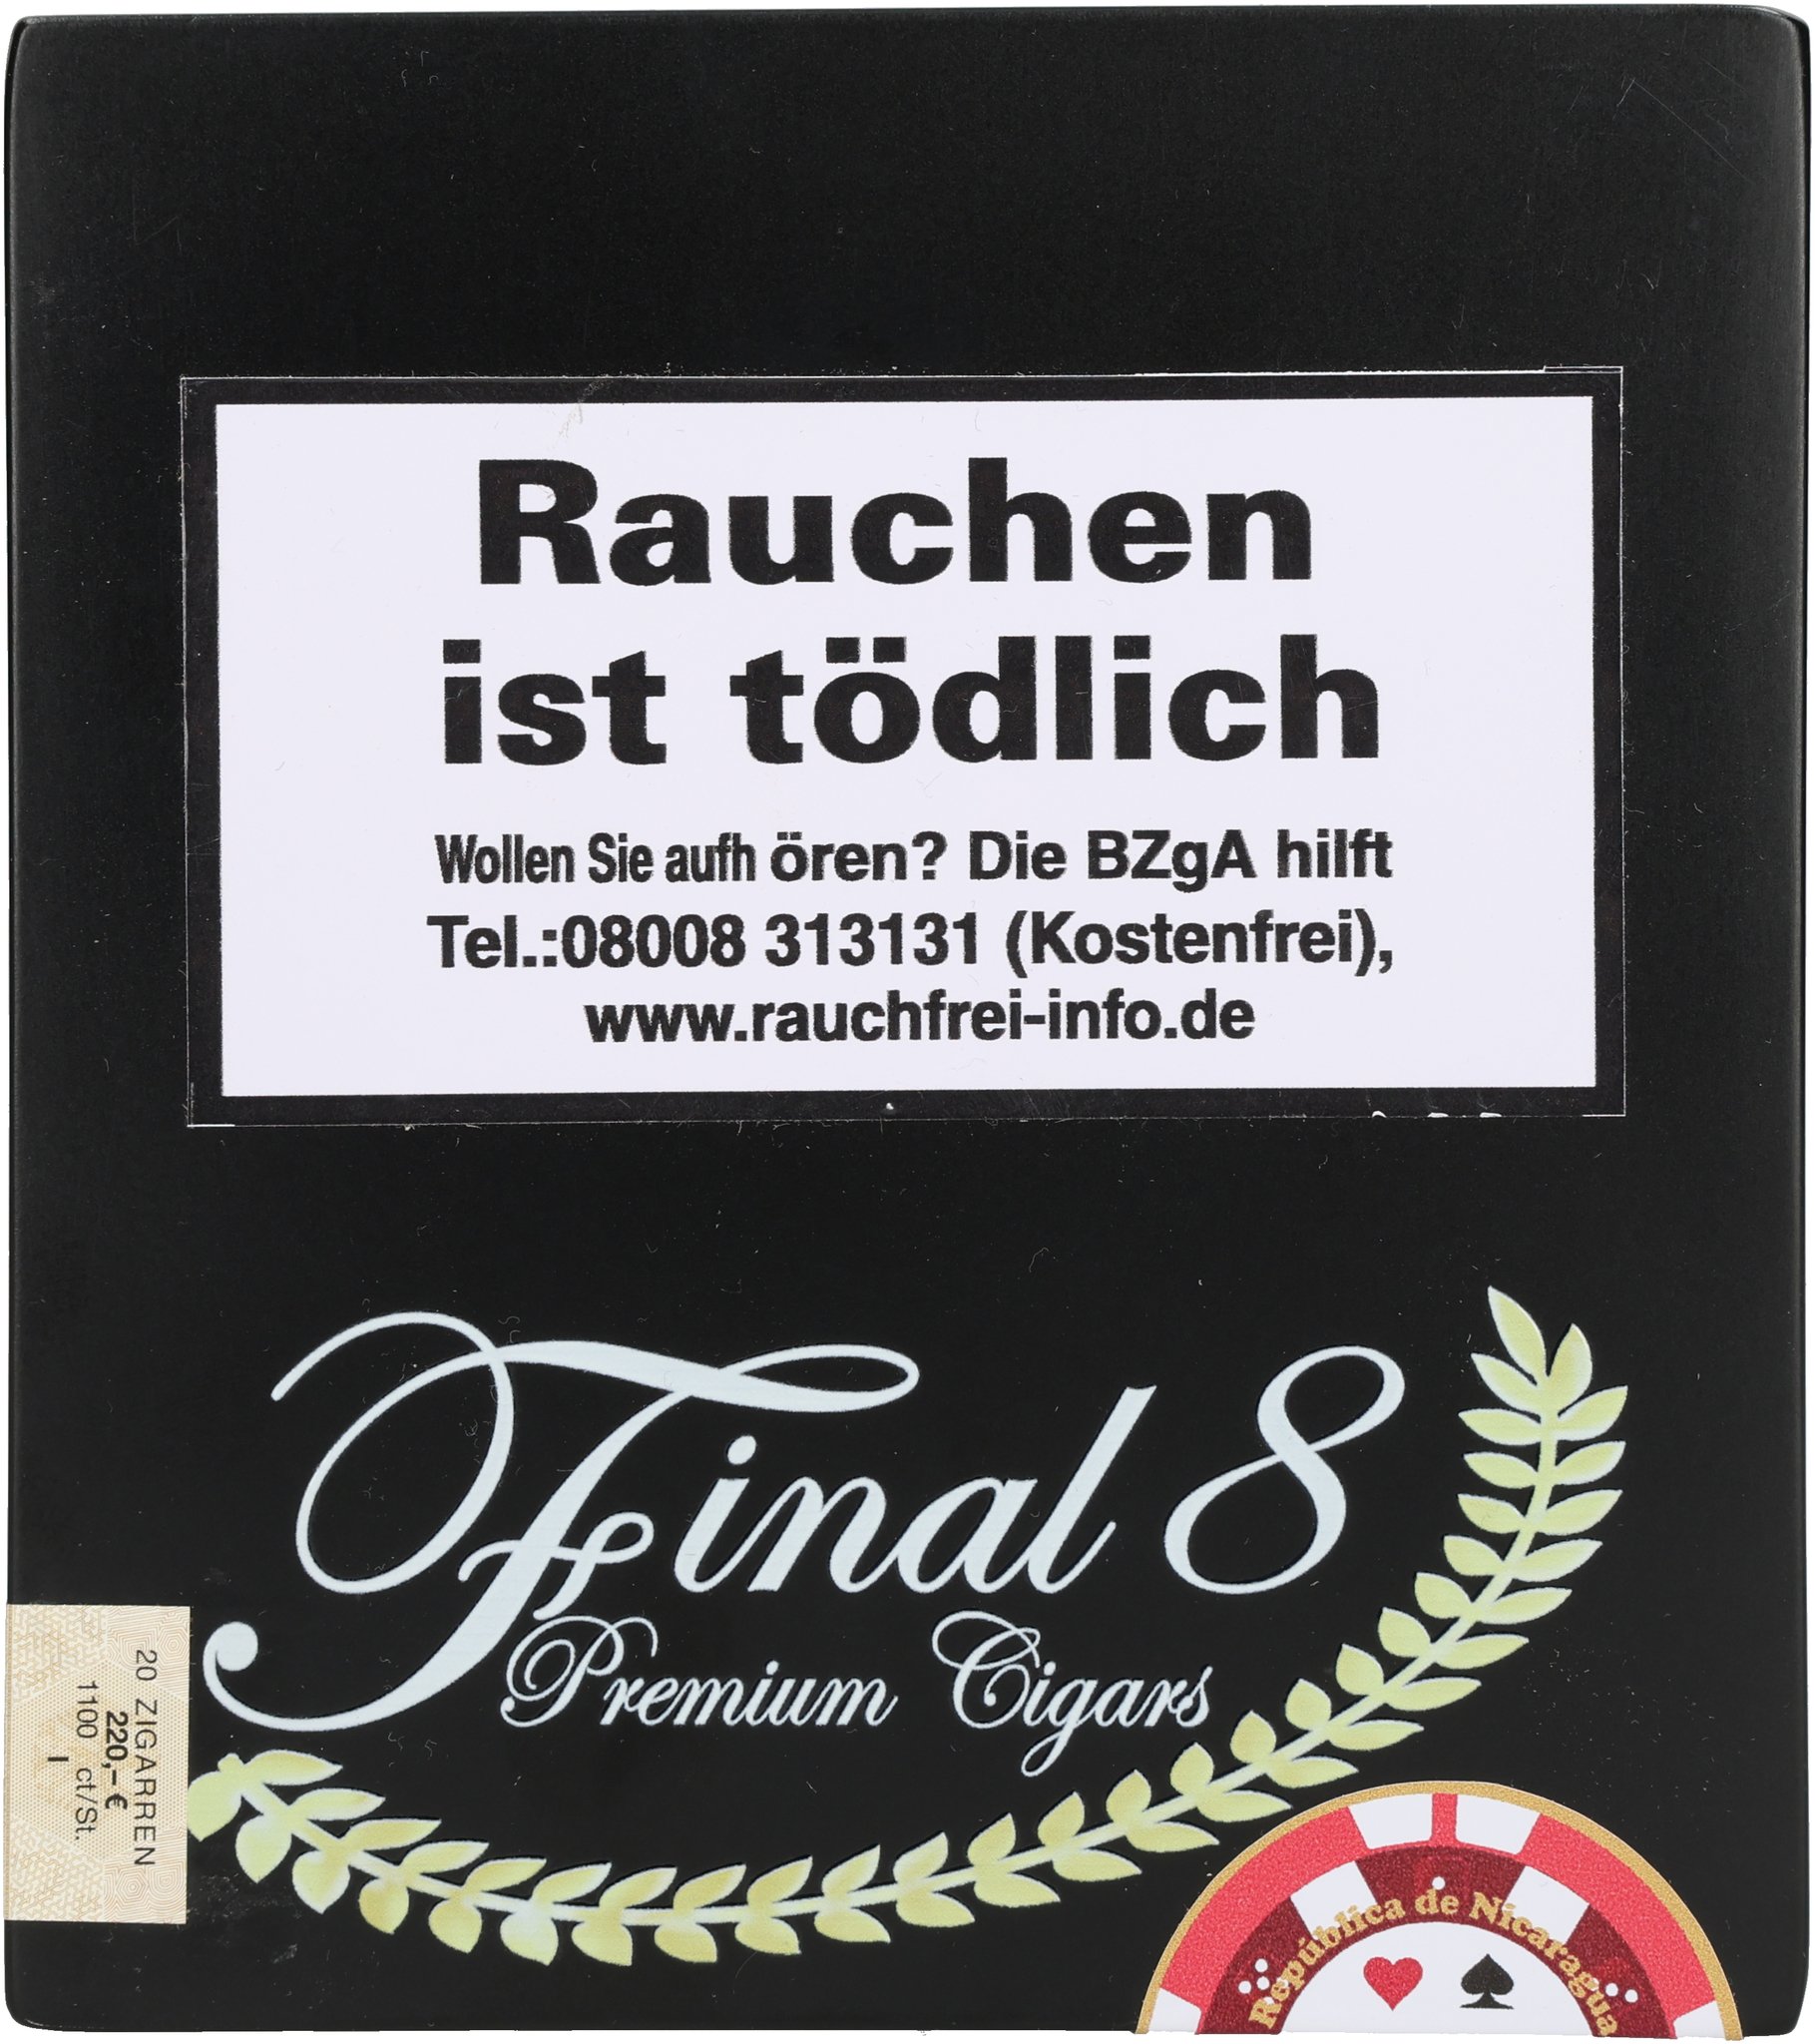 Rauchen
ist tödlich
Wollen Sie aufh ören? Die BZgA hilft
Tel.:08008 313131 (Kostenfrei),
www.rauchfrei-info.de
Final 8
Premium Cigars
20 ZIGARREN
220,– €
1100 ct/St.
I
República de Nicaragua